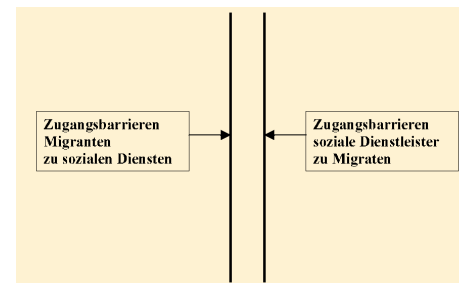 Zugangsbarrieren
Migranten
zu sozialen Diensten
Zugangsbarrieren
soziale Dienstleister
zu Migraten